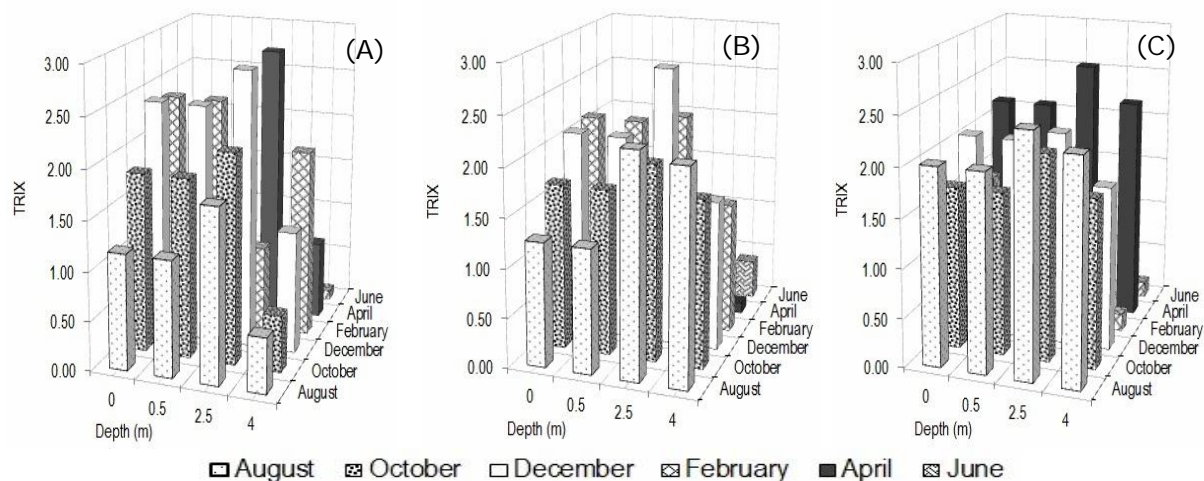 (A)
3.00
2.50
2.00
1.50
1.00
0.50
0.00
TRIX
0
0.5
2.5
4
Depth (m)
June
April
February
December
October
August
(B)
3.00
2.50
2.00
1.50
1.00
0.50
0.00
TRIX
0
0.5
2.5
4
Depth (m)
June
April
February
December
October
August
(C)
3.00
2.50
2.00
1.50
1.00
0.50
0.00
TRIX
0
0.5
2.5
4
Depth (m)
June
April
February
December
October
August
August October December February April June